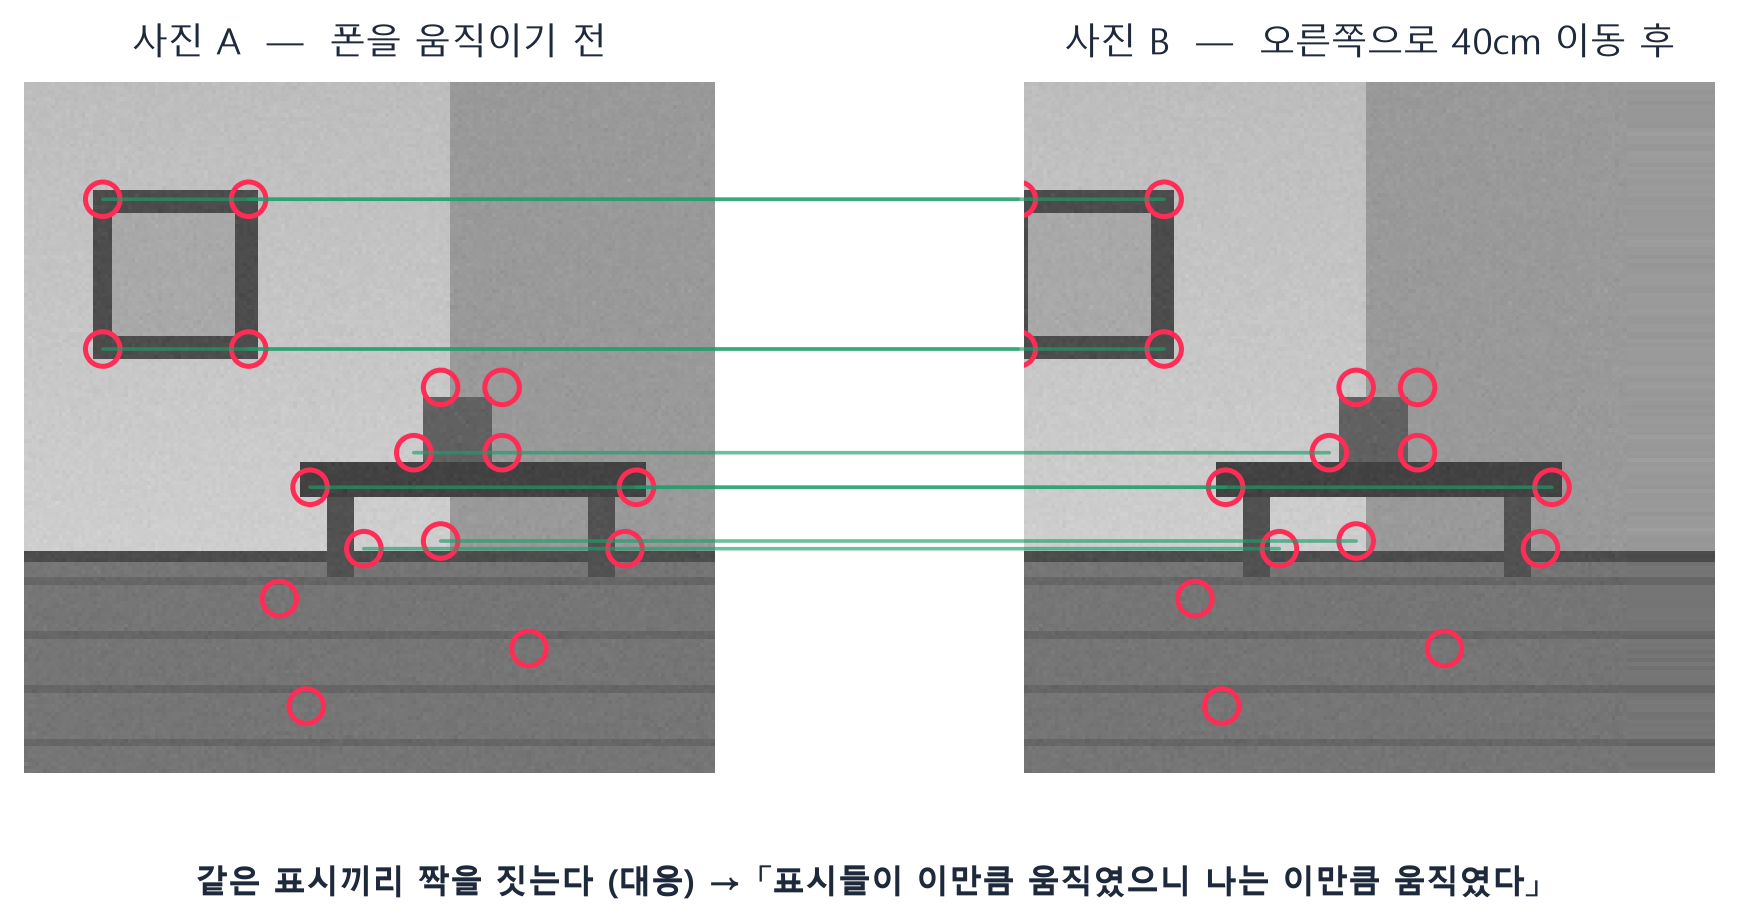 사진 A — 폰을 움직이기 전
사진 B — 오른쪽으로 40cm 이동 후
같은 표시끼리 짝을 짓는다 (대응) →「표시들이 이만큼 움직였으니 나는 이만큼 움직였다」